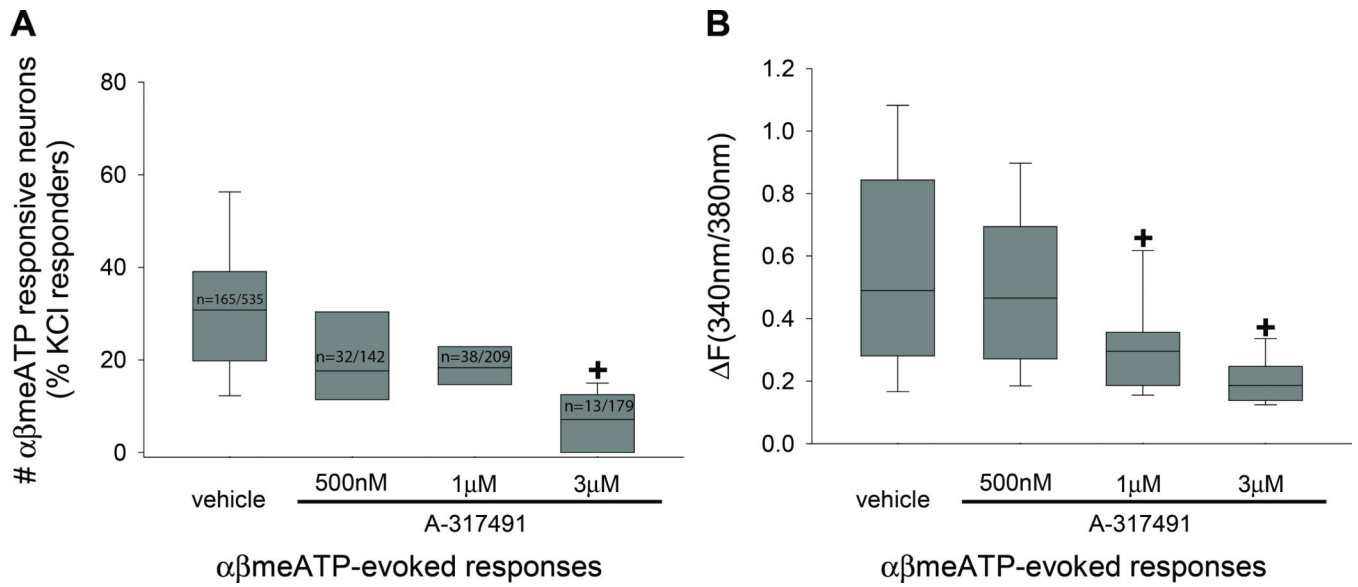 A
# αβmeATP responsive neurons
(% KCl responders)
80
60
40
20
0
n=165/535
n=32/142
n=38/209
+
n=13/179
vehicle
500nM
1µM
3µM
A-317491
αβmeATP-evoked responses
B
ΔF(340nm/380nm)
1.2
1.0
0.8
0.6
0.4
0.2
0.0
+
+
vehicle
500nM
1µM
3µM
A-317491
αβmeATP-evoked responses